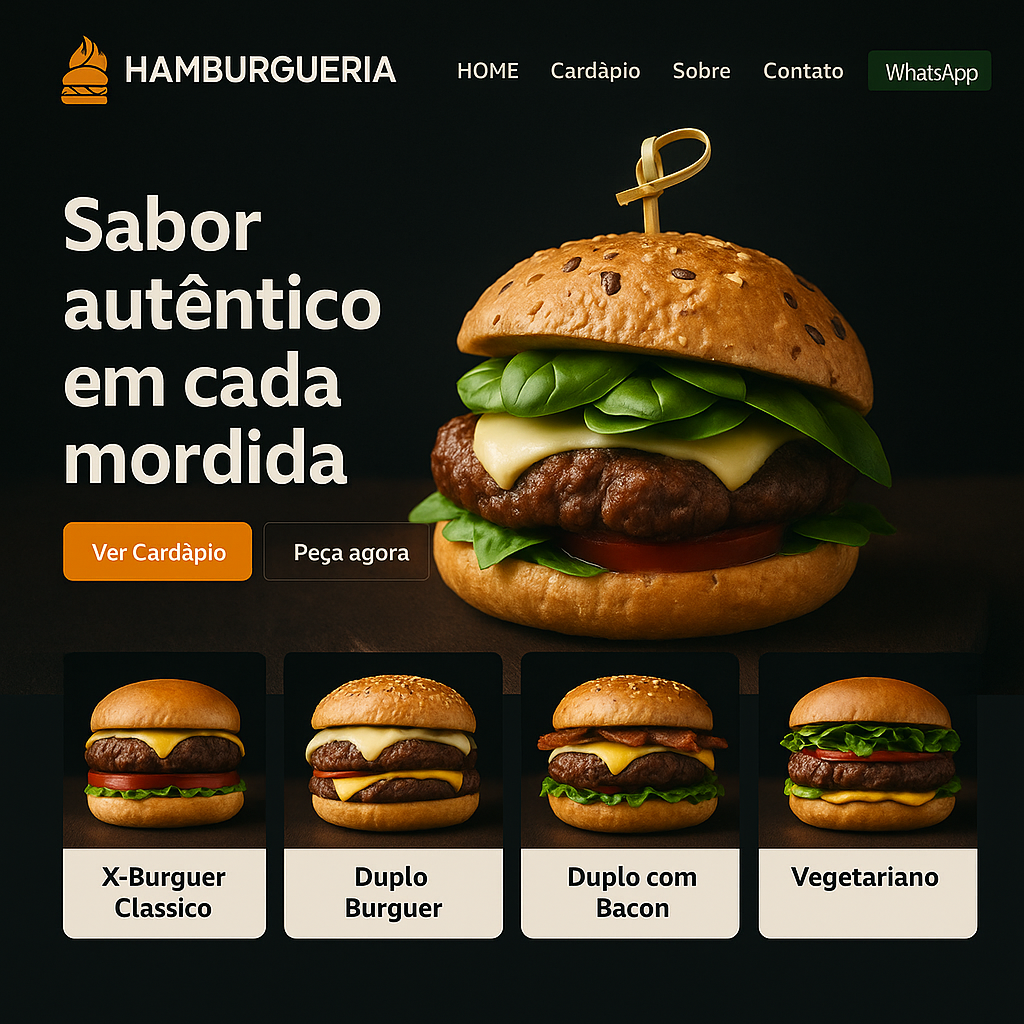 HAMBURGUERIA
HOME Cardàpio Sobre Contato WhatsApp
Sabor
autêntico
em cada
mordida
Ver Cardàpio Peça agora
X-Burguer
Classico
Duplo
Burguer
Duplo com
Bacon
Vegetariano